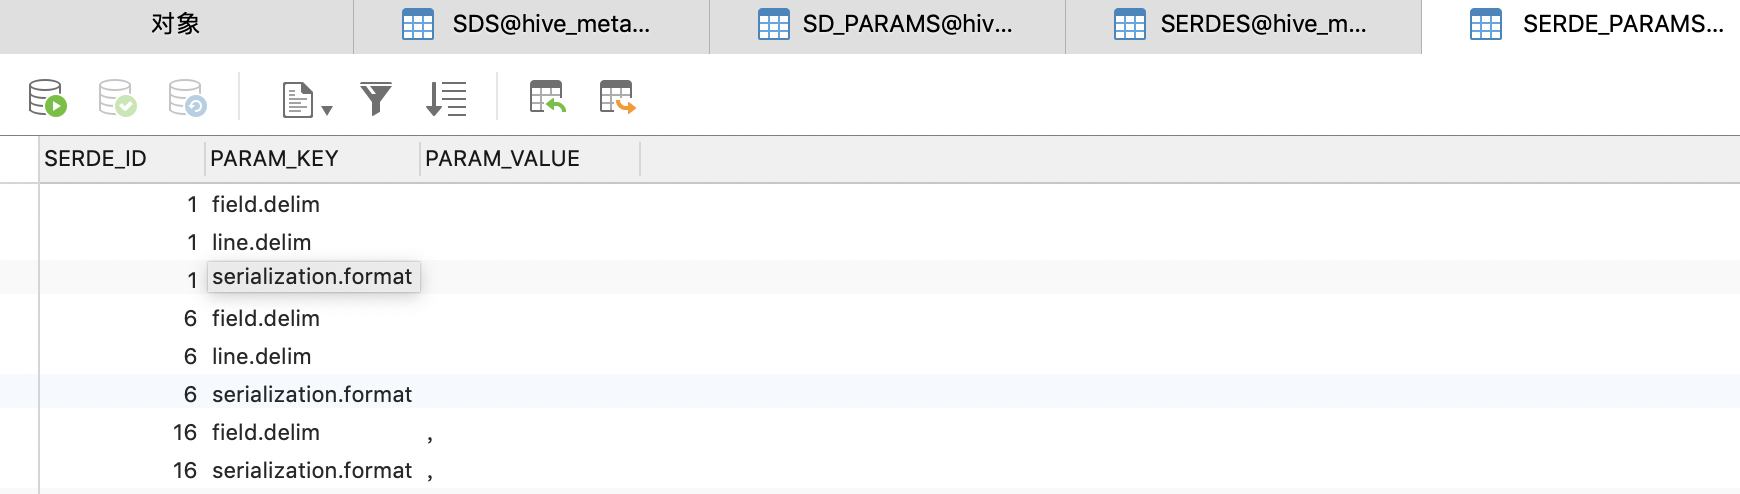 对象 SDS@hive_meta... SD_PARAMS@hiv... SERDES@hive_m... SERDE_PARAMS...
SERDE_ID PARAM_KEY PARAM_VALUE
1 field.delim
1 line.delim
1 serialization.format
6 field.delim
6 line.delim
6 serialization.format
16 field.delim ,
16 serialization.format ,